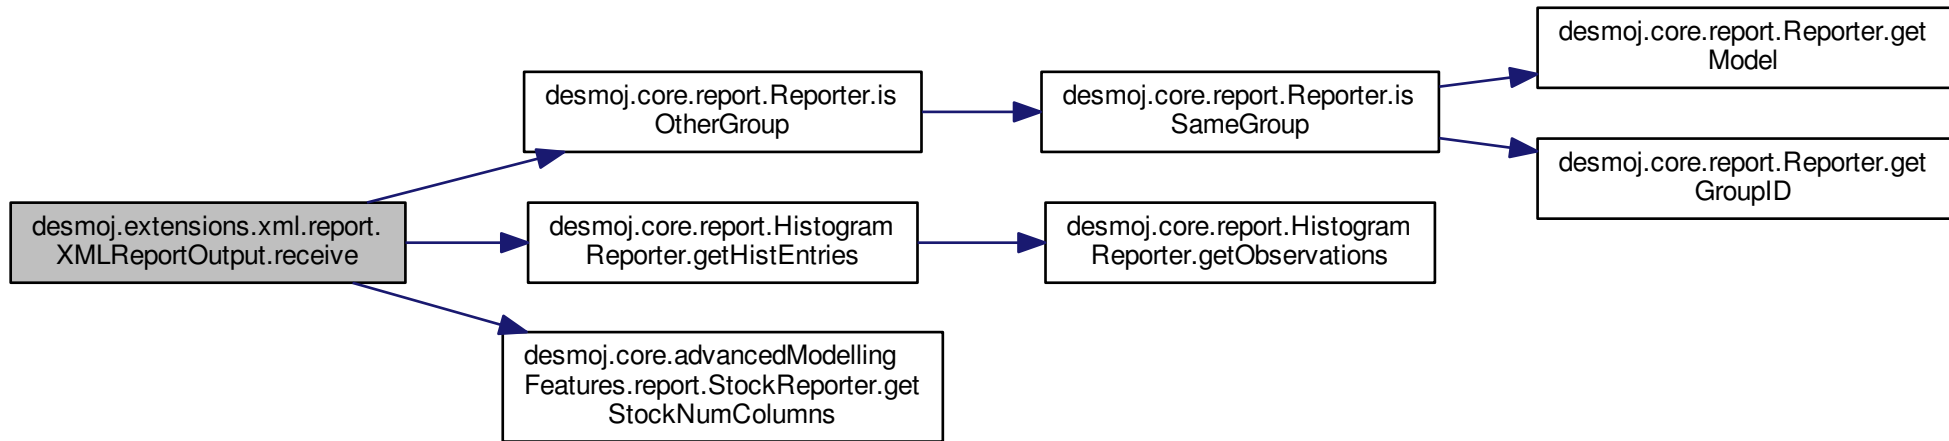 desmoj.extensions.xml.report.
XMLReportOutput.receive
desmoj.core.report.Reporter.is
OtherGroup
desmoj.core.report.Reporter.is
SameGroup
desmoj.core.report.Reporter.get
Model
desmoj.core.report.Reporter.get
GroupID
desmoj.core.report.Histogram
Reporter.getHistEntries
desmoj.core.report.Histogram
Reporter.getObservations
desmoj.core.advancedModelling
Features.report.StockReporter.get
StockNumColumns